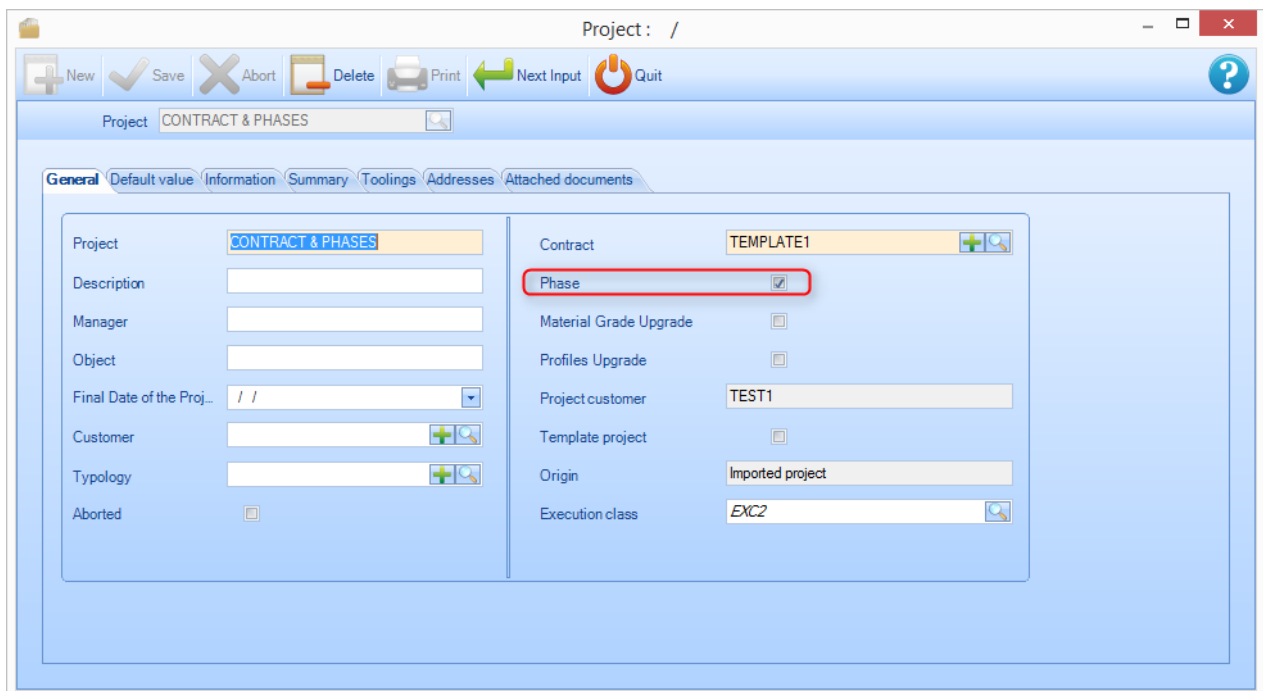 Project : /
New Save Abort Delete Print Next Input Quit ?
Project CONTRACT & PHASES
General Default value Information Summary Toolings Addresses Attached documents
Project CONTRACT & PHASES
Description
Manager
Object
Final Date of the Proj... / /
Customer
Typology
Aborted
Contract TEMPLATE1
Phase
Material Grade Upgrade
Profiles Upgrade
Project customer TEST1
Template project
Origin Imported project
Execution class EXC2